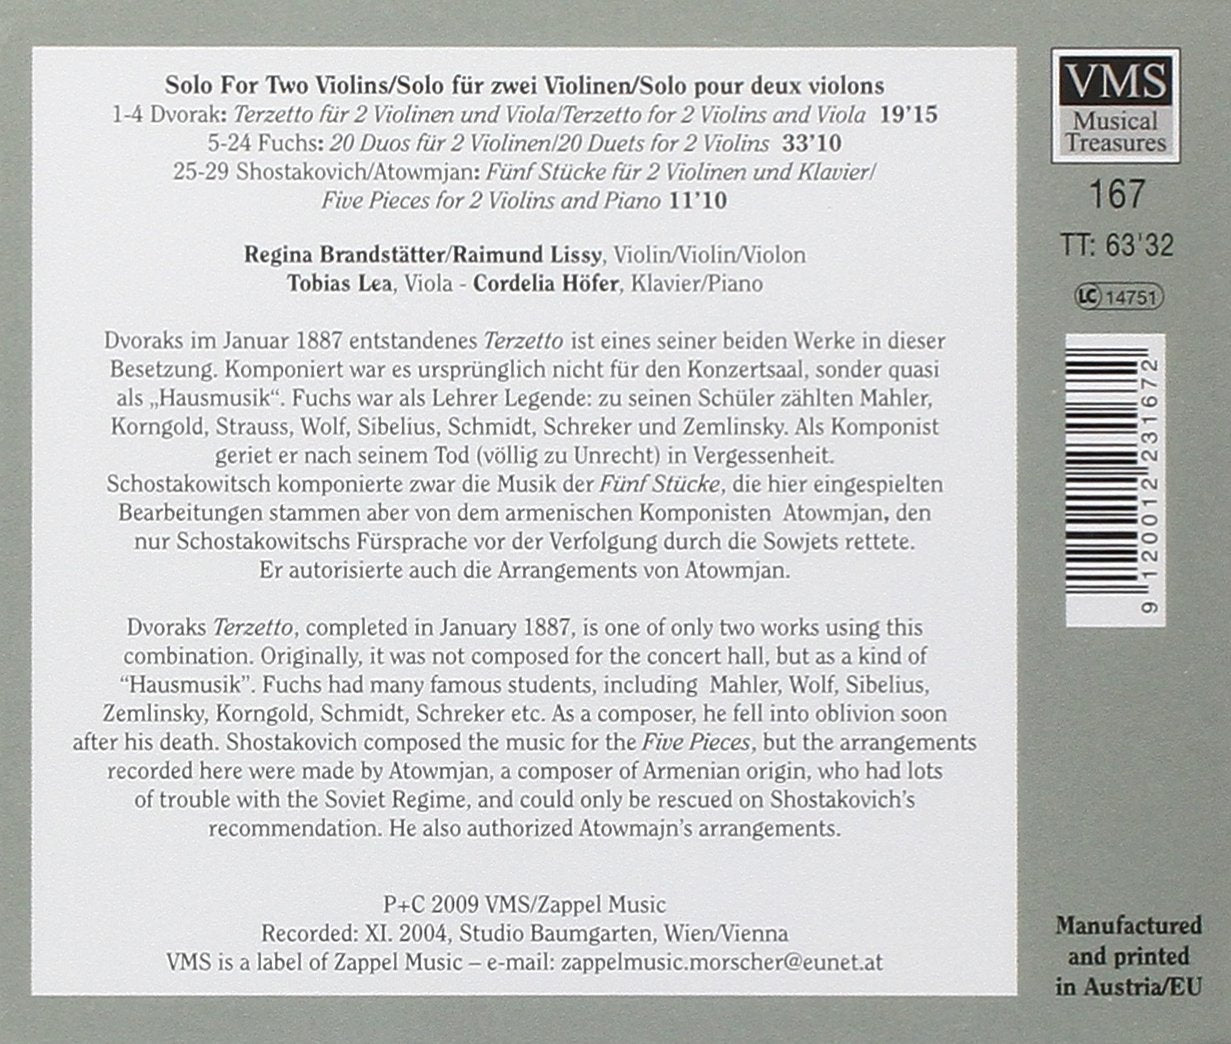 Solo For Two Violins/Solo für zwei Violinen/Solo pour deux violons
1-4 Dvorak: Terzetto für 2 Violinen und Viola/Terzetto for 2 Violins and Viola 19'15
5-24 Fuchs: 20 Duos für 2 Violinen/20 Duets for 2 Violins 33'10
25-29 Shostakovich/Atowmjan: Fünf Stücke für 2 Violinen und Klavier/
Five Pieces for 2 Violins and Piano 11'10
Regina Brandstätter/Raimund Lissy, Violin/Violin/Violon
Tobias Lea, Viola - Cordelia Höfer, Klavier/Piano
Dvoraks im Januar 1887 entstandenes Terzetto ist eines seiner beiden Werke in dieser
Besetzung. Komponiert war es ursprünglich nicht für den Konzertsaal, sonder quasi
als „Hausmusik“. Fuchs war als Lehrer Legende: zu seinen Schüler zählten Mahler,
Korngold, Strauss, Wolf, Sibelius, Schmidt, Schreker und Zemlinsky. Als Komponist
geriet er nach seinem Tod (völlig zu Unrecht) in Vergessenheit.
Schostakowitsch komponierte zwar die Musik der Fünf Stücke, die hier eingespielten
Bearbeitungen stammen aber von dem armenischen Komponisten Atowmjan, den
nur Schostakowitschs Fürsprache vor der Verfolgung durch die Sowjets rettete.
Er autorisierte auch die Arrangements von Atowmjan.
Dvoraks Terzetto, completed in January 1887, is one of only two works using this
combination. Originally, it was not composed for the concert hall, but as a kind of
“Hausmusik”. Fuchs had many famous students, including Mahler, Wolf, Sibelius,
Zemlinsky, Korngold, Schmidt, Schreker etc. As a composer, he fell into oblivion soon
after his death. Shostakovich composed the music for the Five Pieces, but the arrangements
recorded here were made by Atowmjan, a composer of Armenian origin, who had lots
of trouble with the Soviet Regime, and could only be rescued on Shostakovich's
recommendation. He also authorized Atowmajn's arrangements.
P+C 2009 VMS/Zappel Music
Recorded: XI. 2004, Studio Baumgarten, Wien/Vienna
VMS is a label of Zappel Music – e-mail: zappelmusic.morscher@eunet.at
VMS
Musical
Treasures
167
TT: 63'32
LC 14751
9 120012 231672
Manufactured
and printed
in Austria/EU